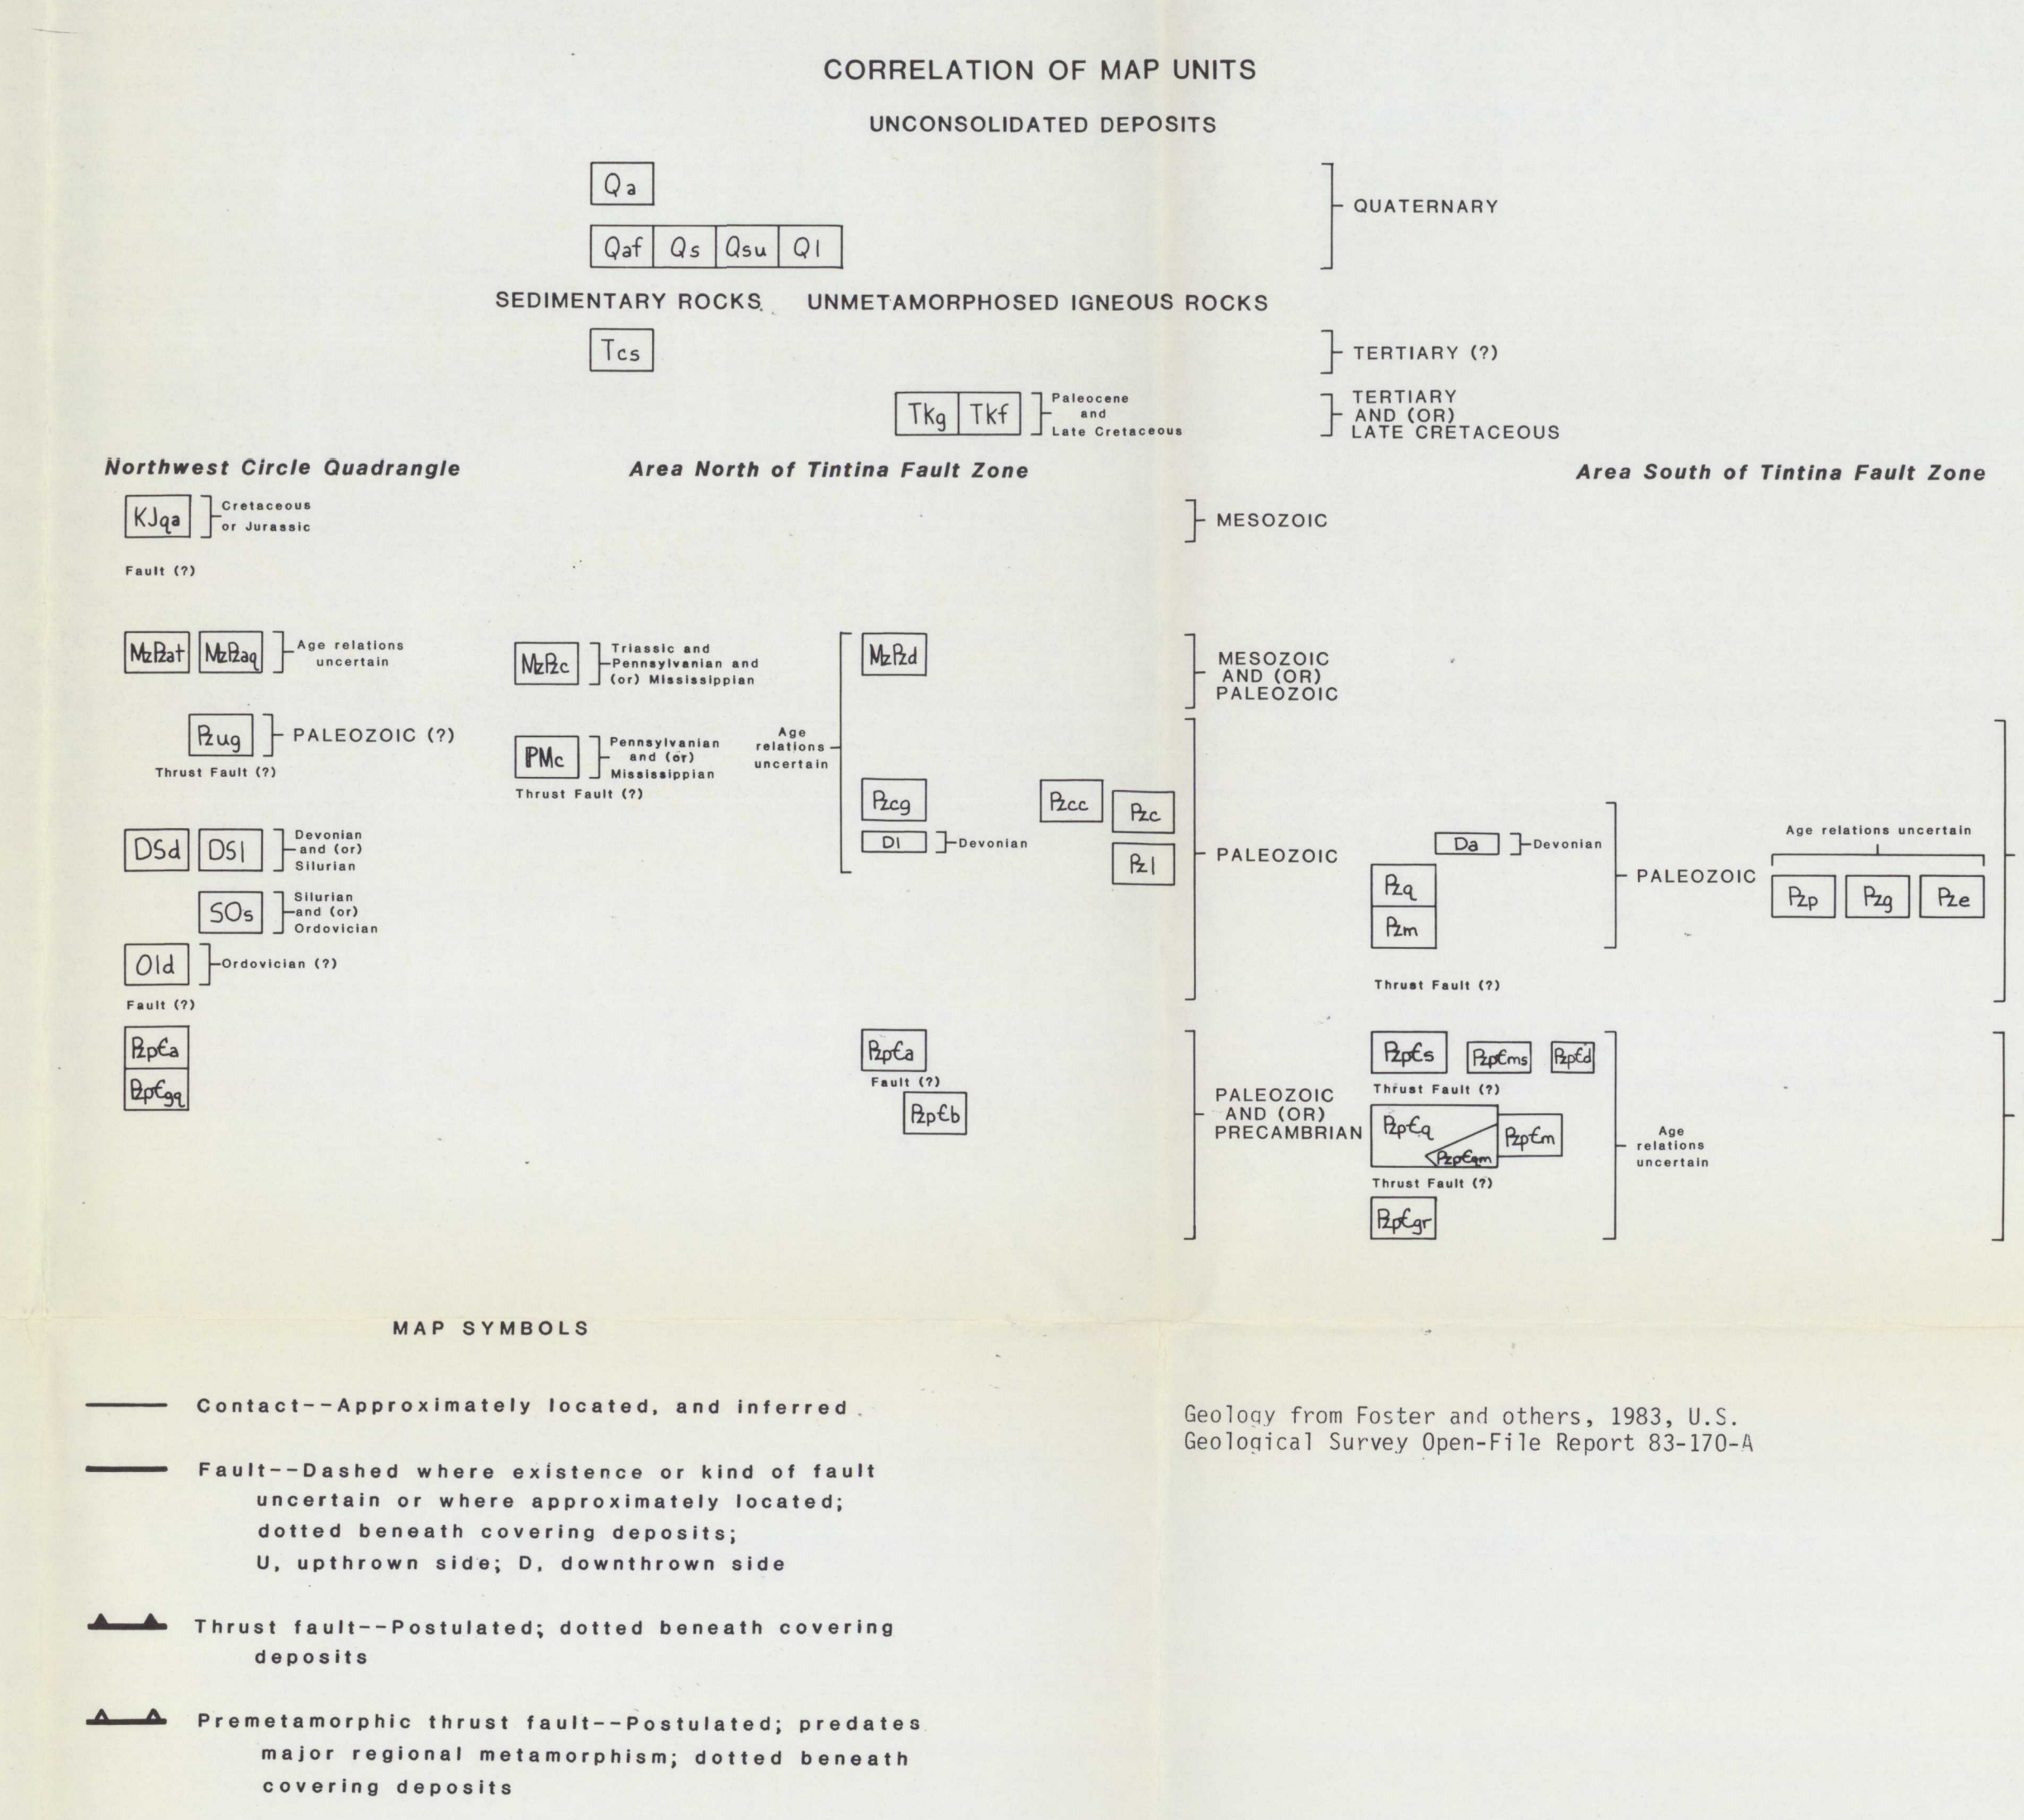 CORRELATION OF MAP UNITS
UNCONSOLIDATED DEPOSITS
Qa
Qaf Qs Qsu Ql
QUATERNARY
SEDIMENTARY ROCKS UNMETAMORPHOSED IGNEOUS ROCKS
Tcs
TERTIARY (?)
TKg TKf
Paleocene
and
Late Cretaceous
TERTIARY
AND (OR)
LATE CRETACEOUS
Northwest Circle Quadrangle
KJqa
Cretaceous
or Jurassic
Fault (?)
MzPzat MzPzaq
Age relations
uncertain
Pzug
PALEOZOIC (?)
Thrust Fault (?)
DSd DSl
Devonian
and (or)
Silurian
SOs
Silurian
and (or)
Ordovician
Old
Ordovician (?)
Fault (?)
Pzp€a
Pzp€gq
Area North of Tintina Fault Zone
MzPzc
Triassic and
Pennsylvanian and
(or) Mississippian
PMc
Pennsylvanian
and (or)
Mississippian
Thrust Fault (?)
Age
relations
uncertain
MzPzd
Pzcg
Dl
Devonian
Pzcc
Pzc
Pzl
Pzp€a
Fault (?)
Pzp€b
MESOZOIC
MESOZOIC
AND (OR)
PALEOZOIC
PALEOZOIC
PALEOZOIC
AND (OR)
PRECAMBRIAN
Area South of Tintina Fault Zone
Da
Devonian
Pzq
Pzm
PALEOZOIC
Age relations uncertain
Pzp Pzg Pze
Thrust Fault (?)
Pzp€s Pzp€ms Pzp€d
Thrust Fault (?)
Pzp€q Pzp€m
Pzp€qm
Thrust Fault (?)
Pzp€gr
Age
relations
uncertain
MAP SYMBOLS
Contact--Approximately located, and inferred
Fault--Dashed where existence or kind of fault
uncertain or where approximately located;
dotted beneath covering deposits;
U, upthrown side; D, downthrown side
Thrust fault--Postulated; dotted beneath covering
deposits
Premetamorphic thrust fault--Postulated; predates
major regional metamorphism; dotted beneath
covering deposits
Geology from Foster and others, 1983, U.S.
Geological Survey Open-File Report 83-170-A